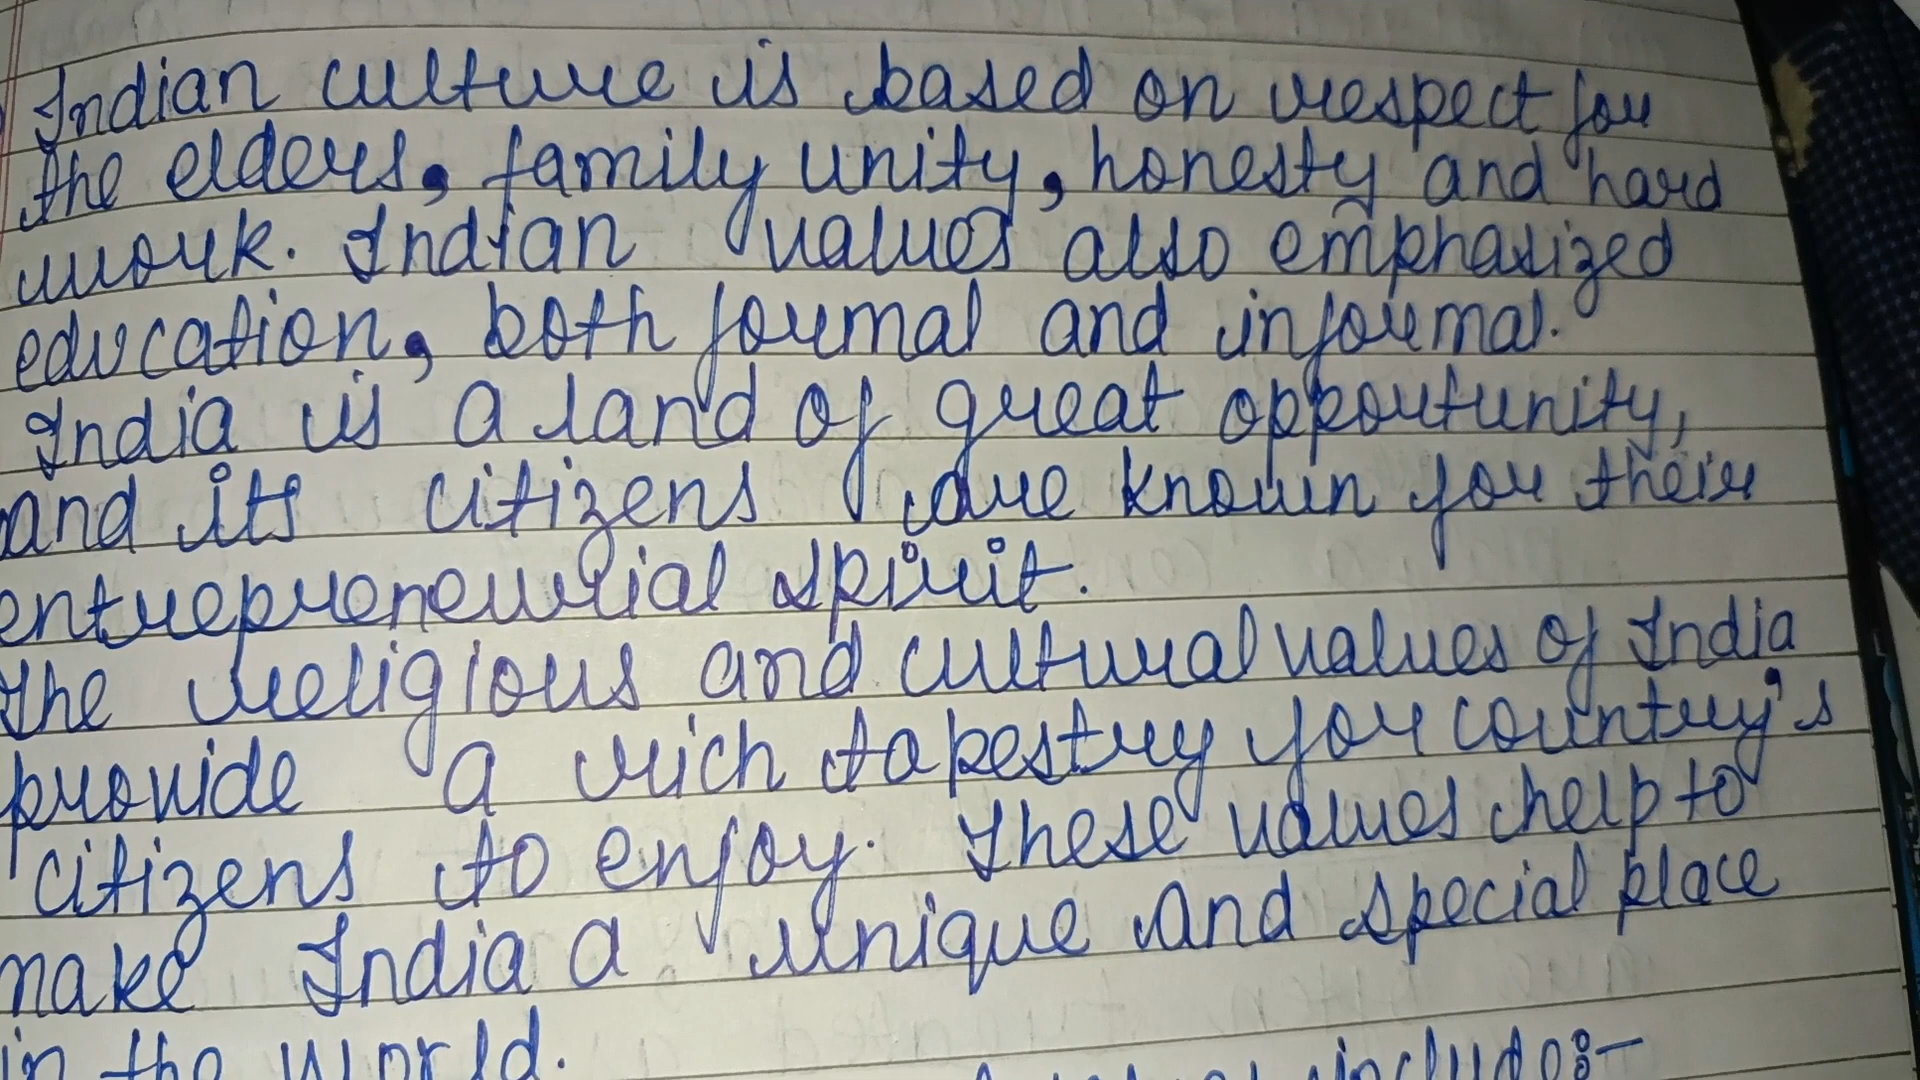 Indian culture is based on respect for
the elders, family unity, honesty and hard
work. Indian values also emphasized
education, both formal and informal.
India is a land of great opportunity,
and its citizens are known for their
entrepreneurial spirit.
The religious and cultural values of India
provide a rich tapestry for country's
citizens to enjoy. These values help to
make India a unique and special place
in the world.
include:-